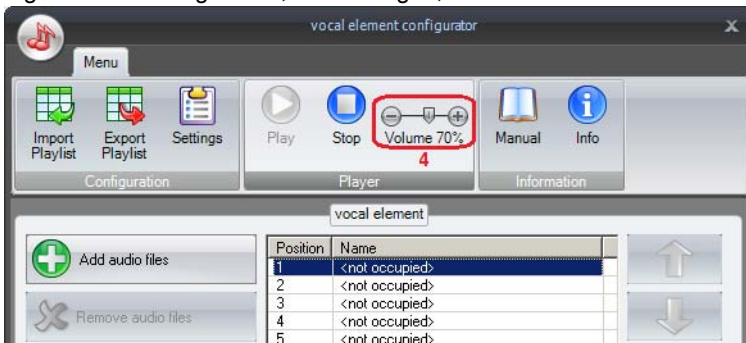 vocal element configurator
x
Menu
Import Playlist
Export Playlist
Settings
Play
Stop
Volume 70%
4
Manual
Info
Configuration
Player
Information
vocal element
Add audio files
Remove audio files
Position Name
1 <not occupied>
2 <not occupied>
3 <not occupied>
4 <not occupied>
5 <not occupied>